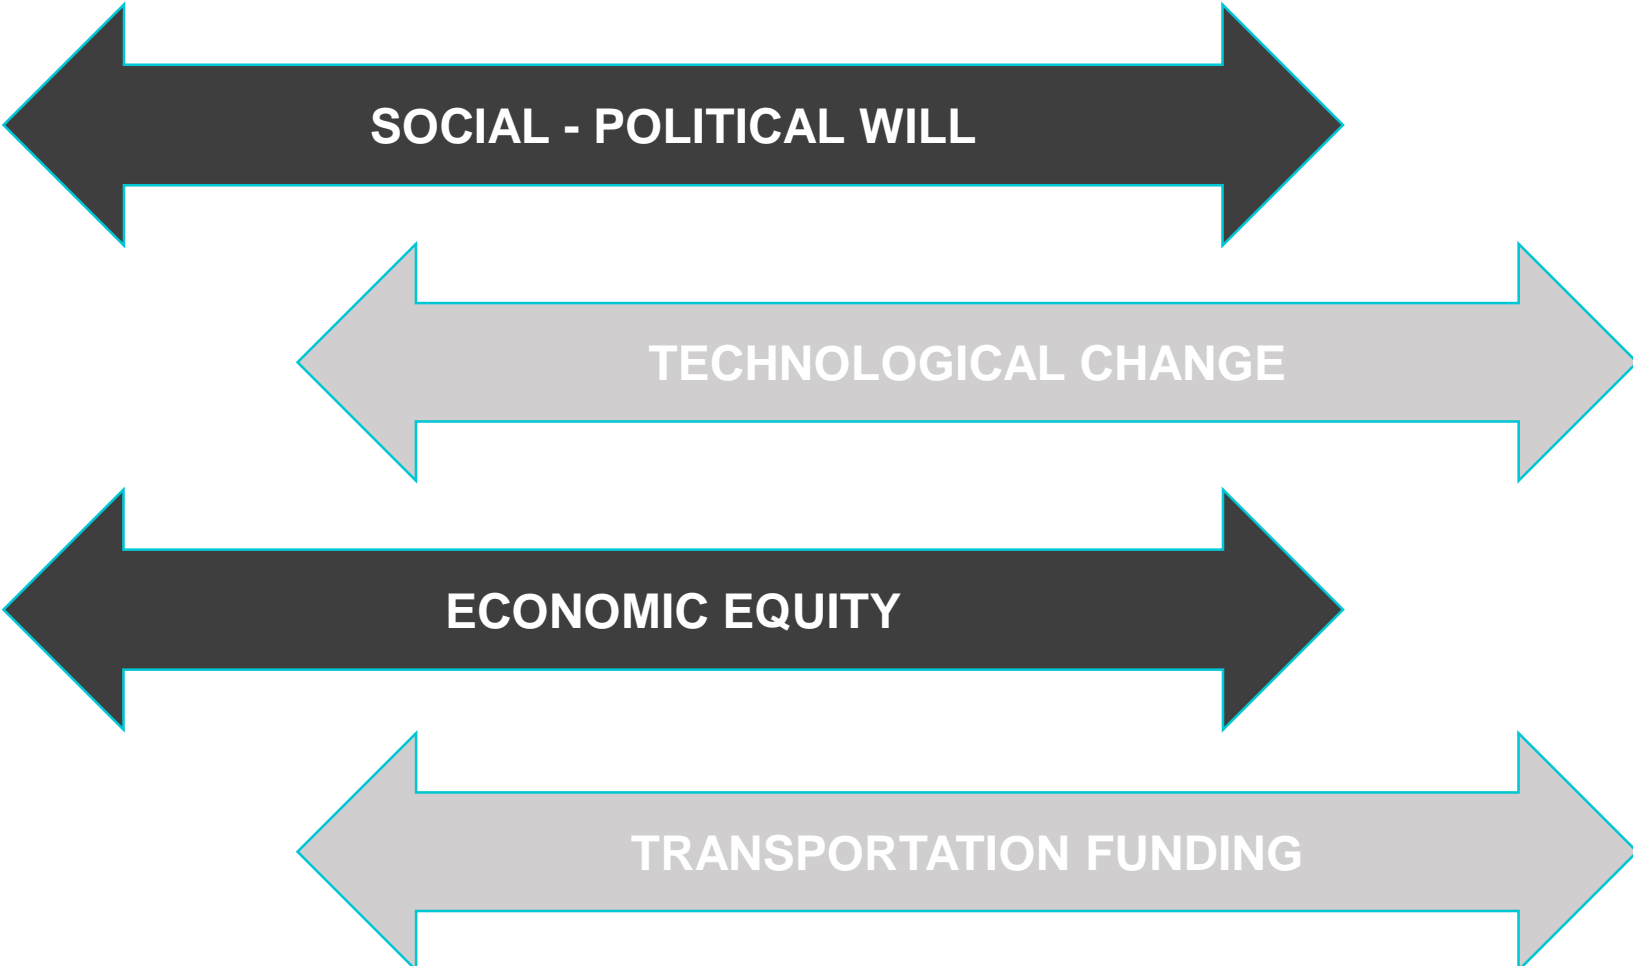 SOCIAL - POLITICAL WILL
TECHNOLOGICAL CHANGE
ECONOMIC EQUITY
TRANSPORTATION FUNDING